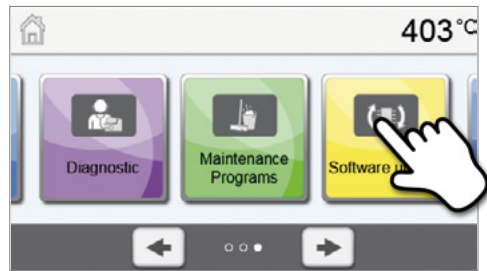 403°C
Diagnostic
Maintenance
Programs
Software